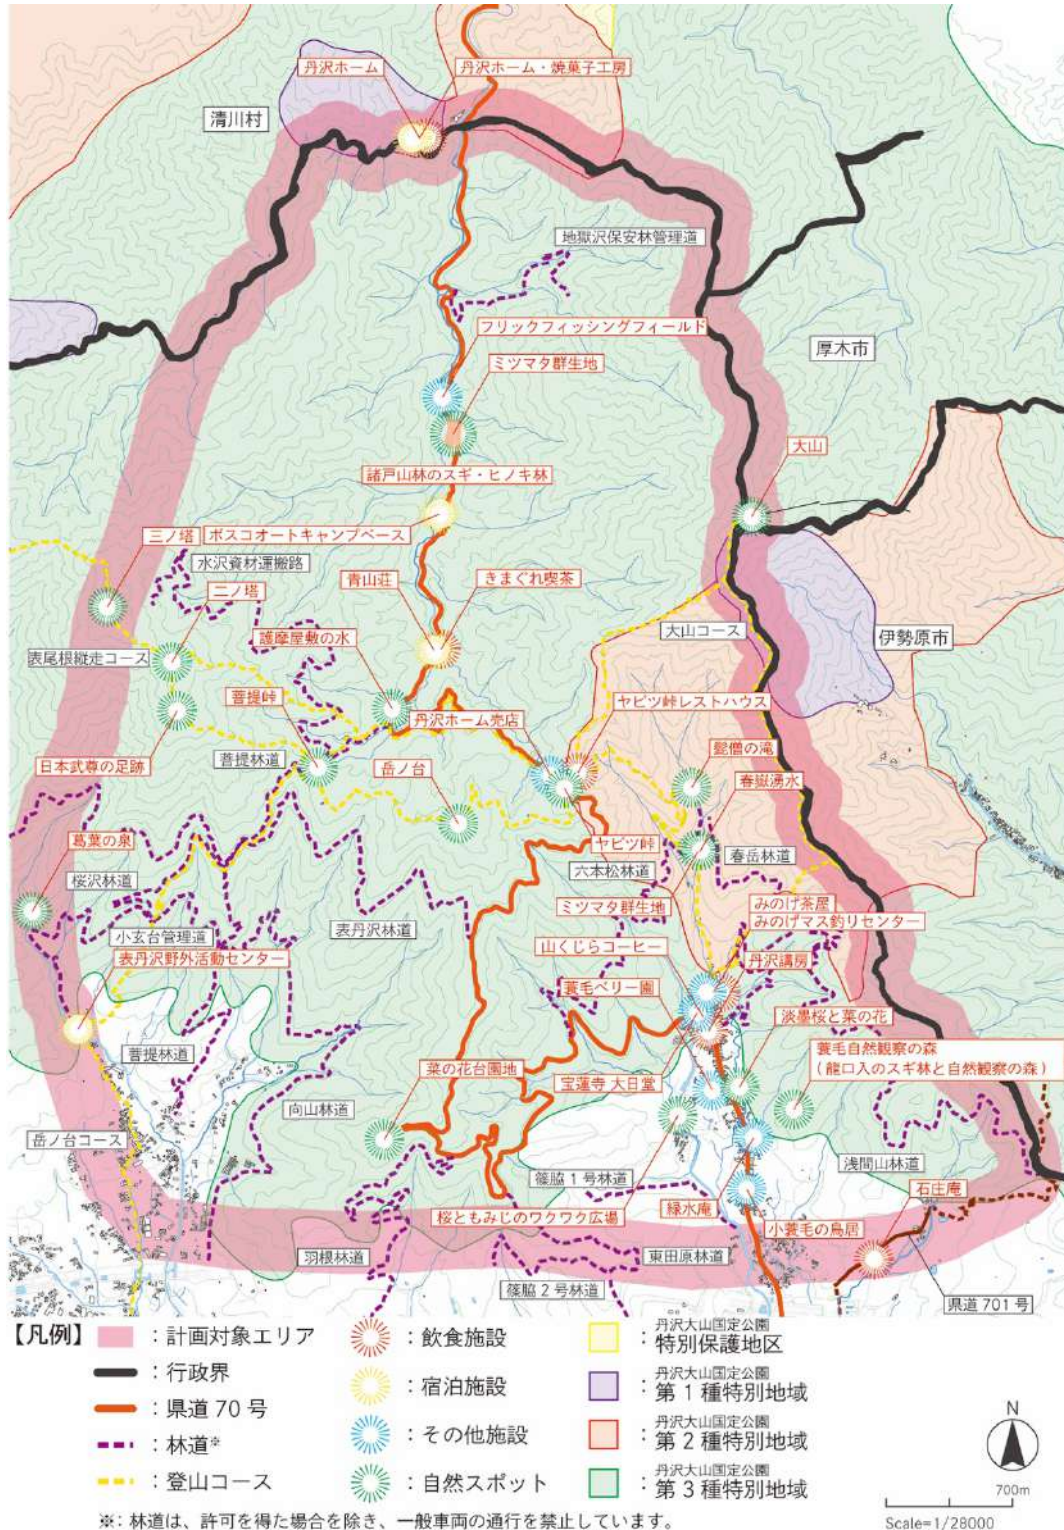 丹沢ホーム
丹沢ホーム・焼菓子工房
清川村
地獄沢保安林管理道
フリックフィッシングフィールド
厚木市
ミツマタ群生地
大山
諸戸山林のスギ・ヒノキ林
三ノ塔
ボスコオートキャンプベース
水沢資材運搬路
青山荘
きまぐれ喫茶
二ノ塔
護摩屋敷の水
大山コース
伊勢原市
表尾根縦走コース
菩提峠
ヤビツ峠レストハウス
丹沢ホーム売店
髭僧の滝
日本武尊の足跡
菩提林道
岳ノ台
春嶽湧水
葛葉の泉
ヤビツ峠
春岳林道
桜沢林道
六本松林道
ミツマタ群生地
みのげ茶屋
みのげマス釣りセンター
小玄台管理道
表丹沢林道
山くじらコーヒー
丹沢講房
表丹沢野外活動センター
蓑毛ベリー園
淡墨桜と菜の花
菩提林道
菜の花台園地
宝蓮寺 大日堂
蓑毛自然観察の森
(龍口入のスギ林と自然観察の森)
向山林道
岳ノ台コース
篠脇1号林道
浅間山林道
桜ともみじのワクワク広場
緑水庵
石庄庵
小蓑毛の鳥居
羽根林道
東田原林道
篠脇2号林道
県道701号
【凡例】
:計画対象エリア
:行政界
:県道70号
:林道※
:登山コース
:飲食施設
:宿泊施設
:その他施設
:自然スポット
丹沢大山国定公園
:特別保護地区
丹沢大山国定公園
:第1種特別地域
丹沢大山国定公園
:第2種特別地域
丹沢大山国定公園
:第3種特別地域
N
700m
Scale=1/28000
※:林道は、許可を得た場合を除き、一般車両の通行を禁止しています。